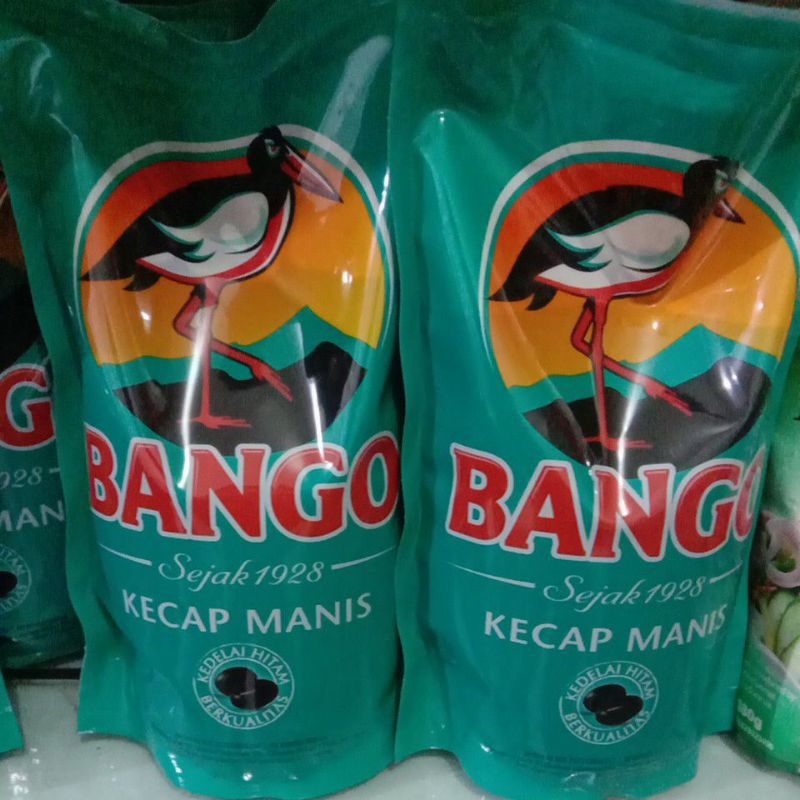 BANGO
Sejak 1928
KECAP MANIS
KEDELAI HITAM
BERKUALITAS
BANGO
Sejak 1928
KECAP MANIS
KEDELAI HITAM
BERKUALITAS